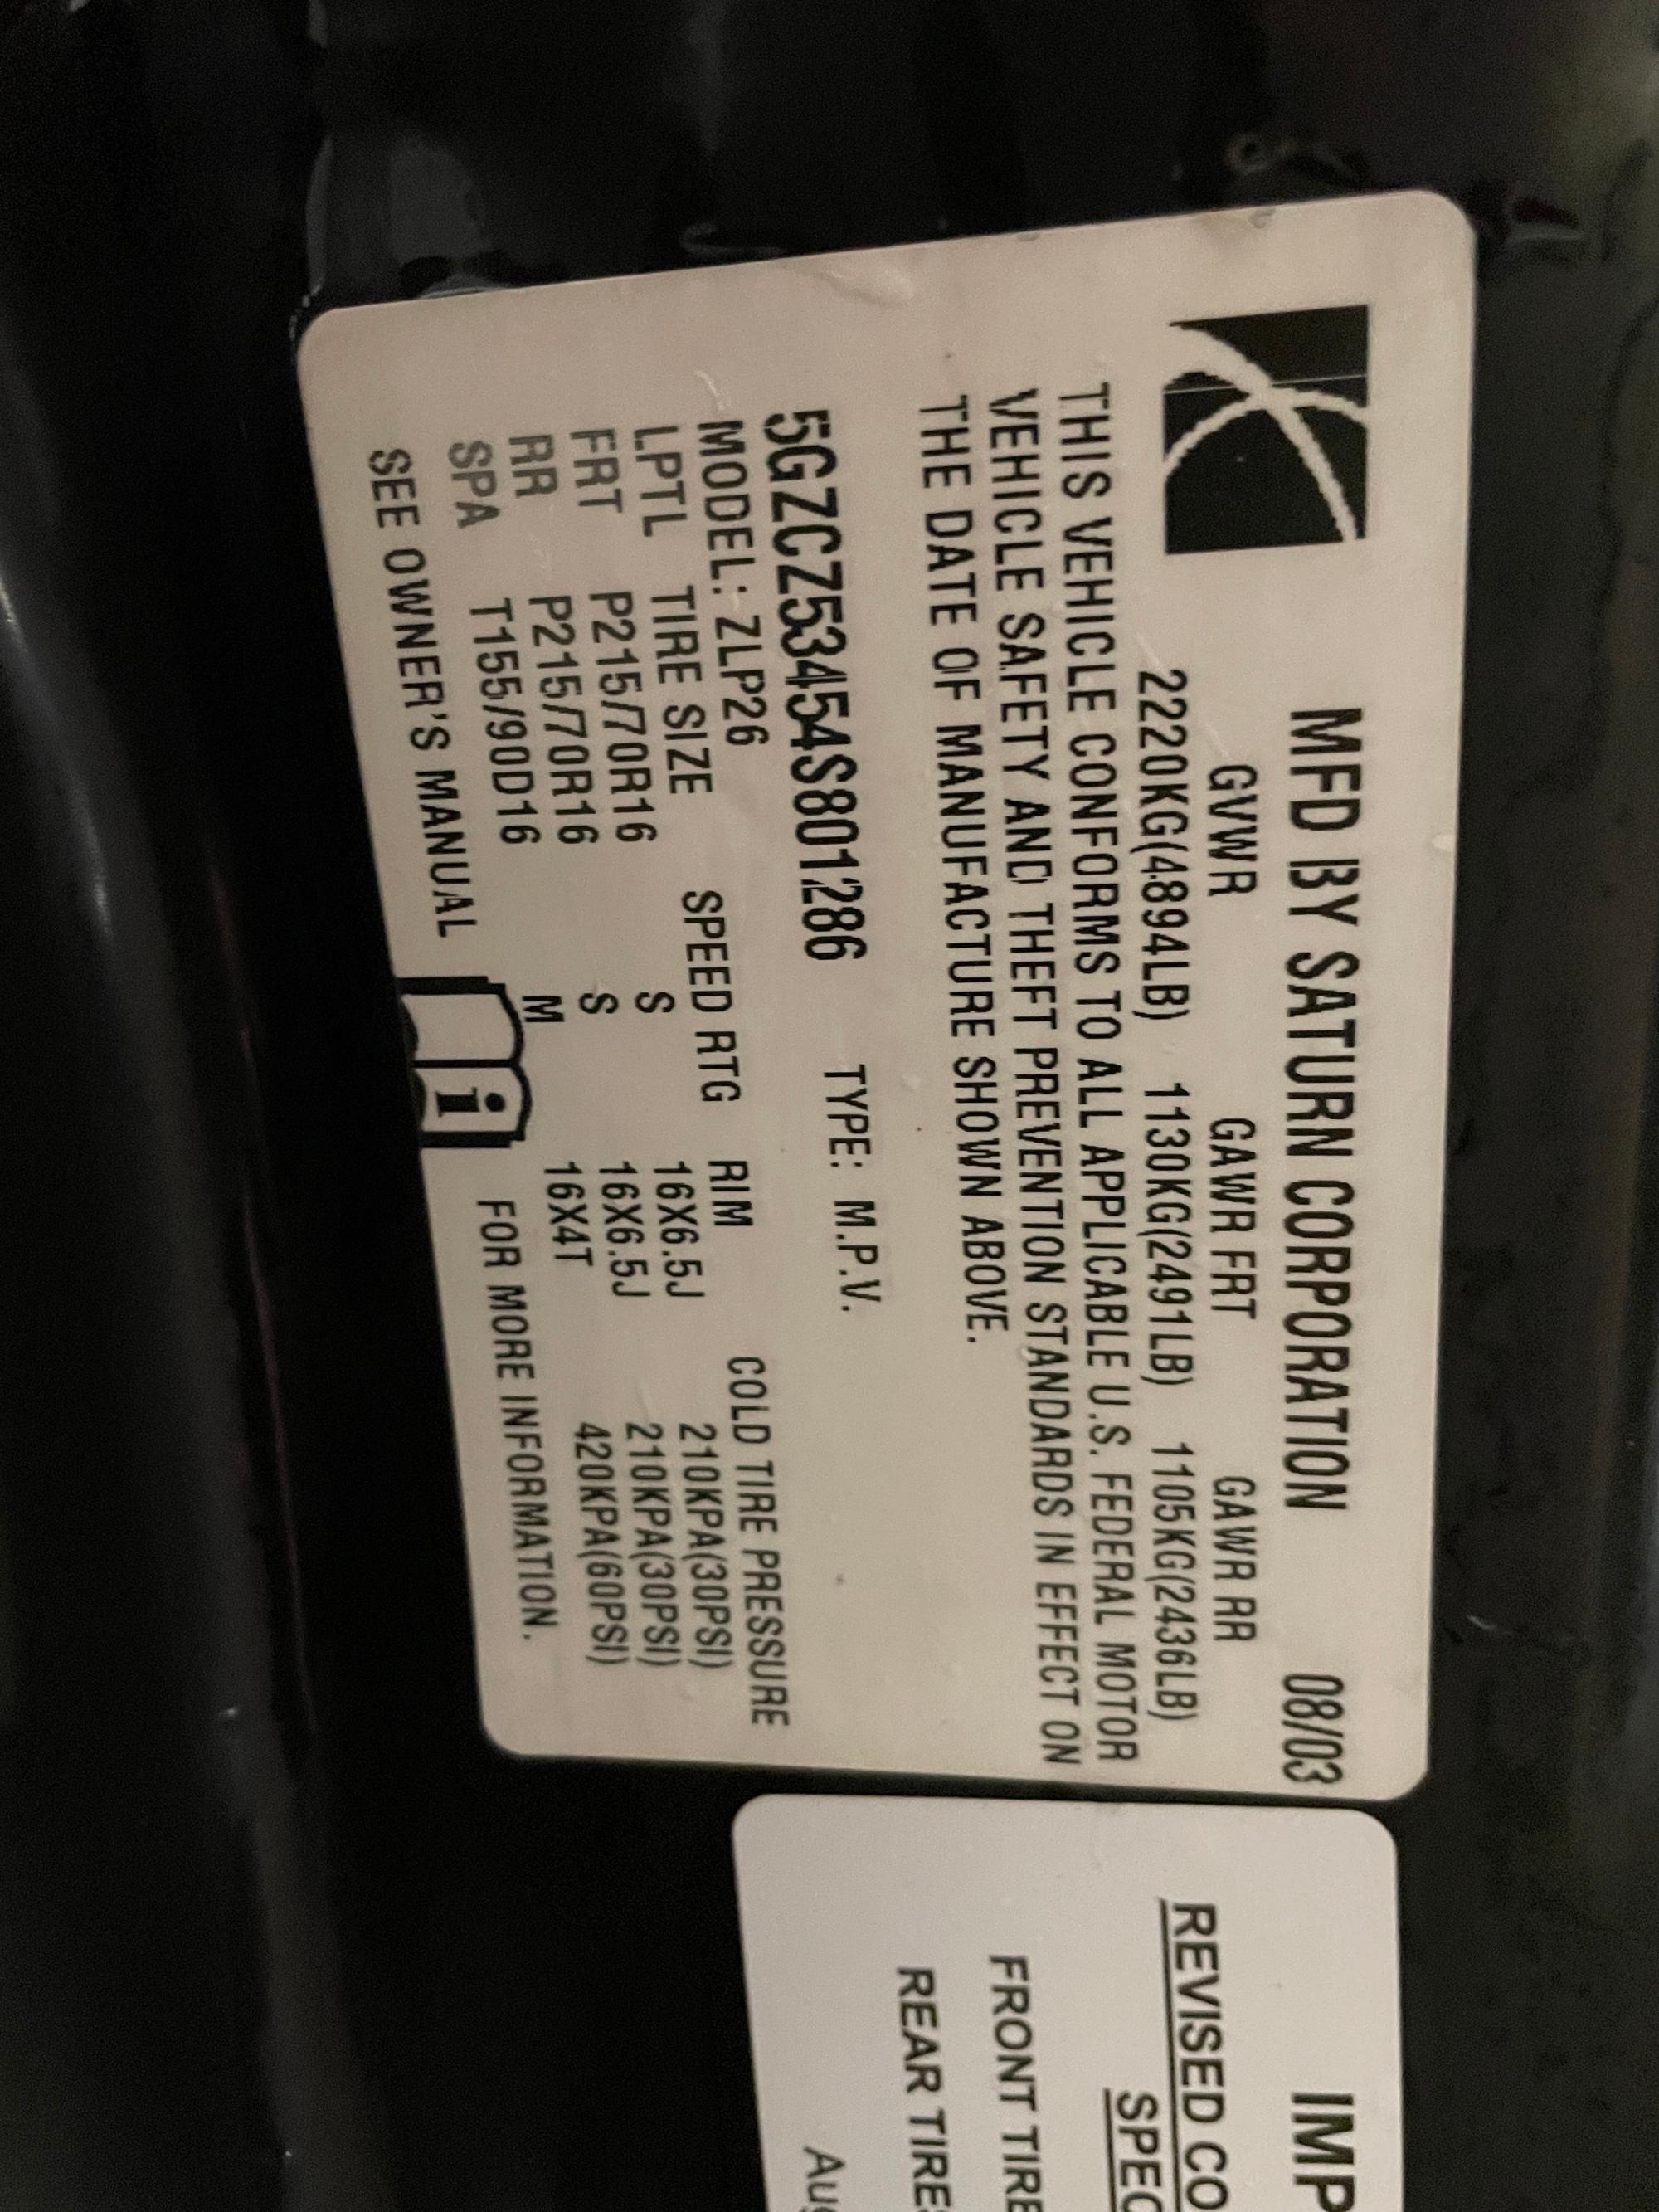 MFD BY SATURN CORPORATION 08/03
GVWR GAWR FRT GAWR RR
2220KG(4894LB) 1130KG(2491LB) 1105KG(2436LB)
THIS VEHICLE CONFORMS TO ALL APPLICABLE U.S. FEDERAL MOTOR
VEHICLE SAFETY AND THEFT PREVENTION STANDARDS IN EFFECT ON
THE DATE OF MANUFACTURE SHOWN ABOVE.
5GZCZ53454S801286 TYPE: M.P.V.
MODEL: ZLP26
LPTL TIRE SIZE SPEED RTG RIM COLD TIRE PRESSURE
FRT P215/70R16 S 16X6.5J 210KPA(30PSI)
RR P215/70R16 S 16X6.5J 210KPA(30PSI)
SPA T155/90D16 M 16X4T 420KPA(60PSI)
SEE OWNER'S MANUAL i FOR MORE INFORMATION.
IMP
REVISED CO
SPEC
FRONT TIRE
REAR TIRE
Aug